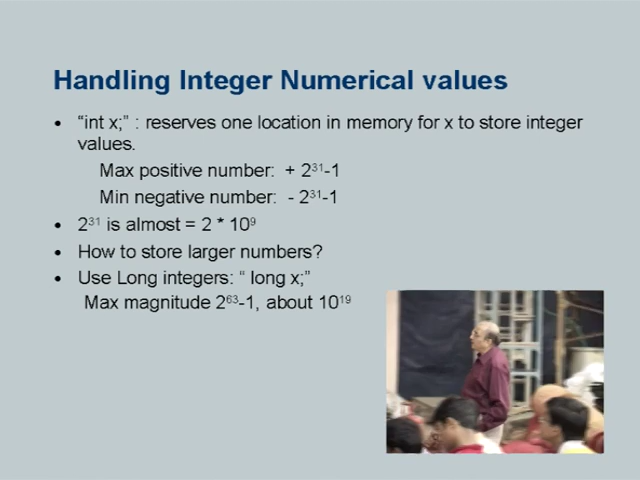 Handling Integer Numerical values
• “int x;” : reserves one location in memory for x to store integer
values.
Max positive number: + 2³¹-1
Min negative number: - 2³¹-1
• 2³¹ is almost = 2 * 10⁹
• How to store larger numbers?
• Use Long integers: “ long x;”
Max magnitude 2⁶³-1, about 10¹⁹